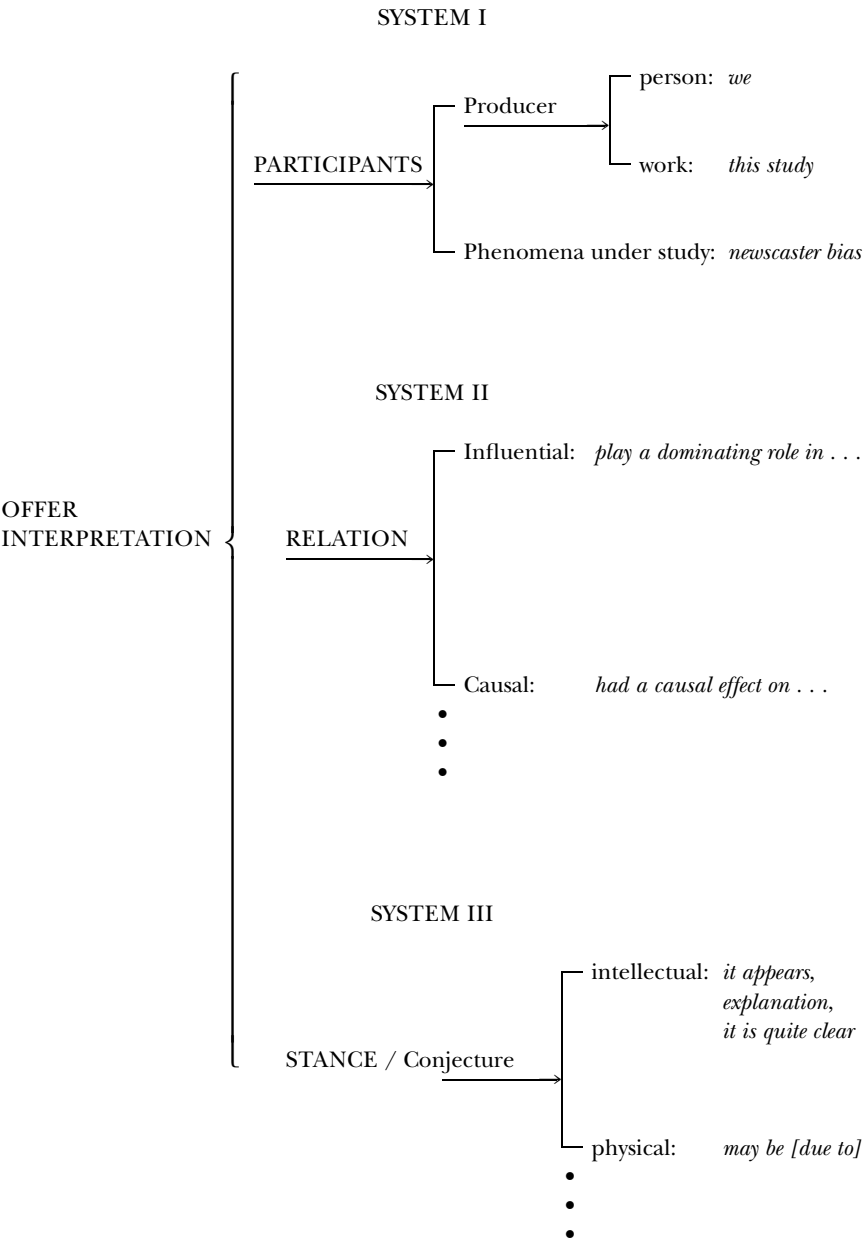 SYSTEM I
person: we
Producer
PARTICIPANTS
work: this study
Phenomena under study: newscaster bias
SYSTEM II
Influential: play a dominating role in . . .
OFFER
INTERPRETATION
RELATION
Causal: had a causal effect on . . .
SYSTEM III
intellectual: it appears,
explanation,
it is quite clear
STANCE / Conjecture
physical: may be [due to]